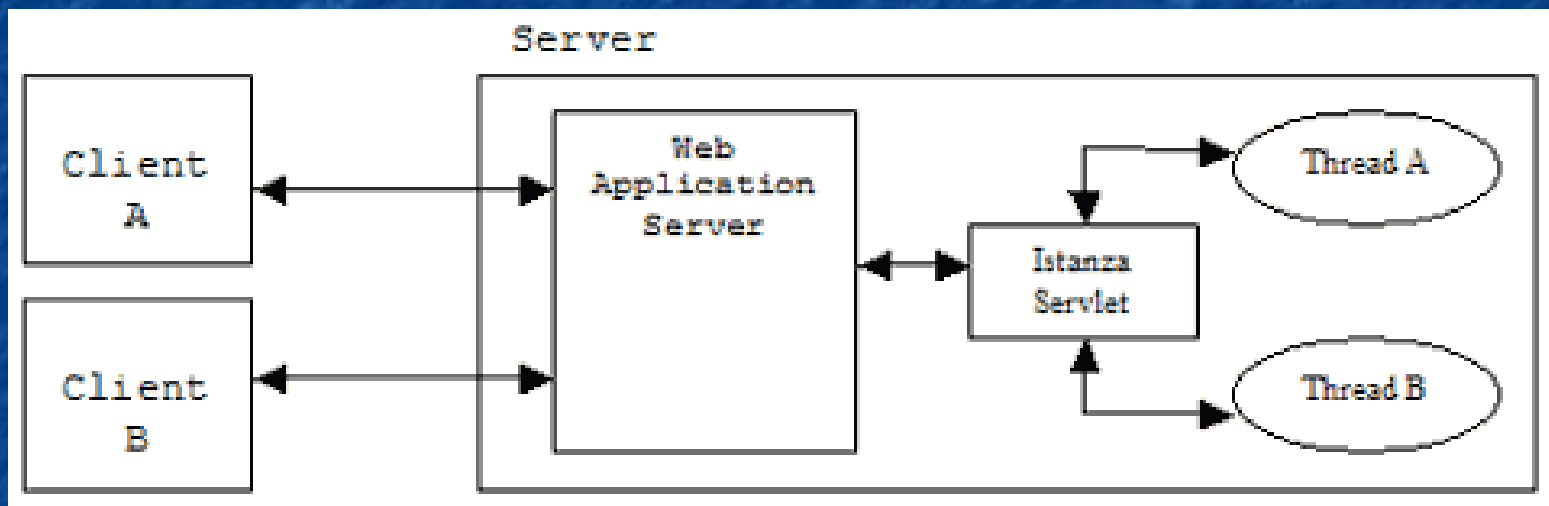 Server
Client
A
Web
Application
Server
Thread A
Istanza
Servlet
Client
B
Thread B